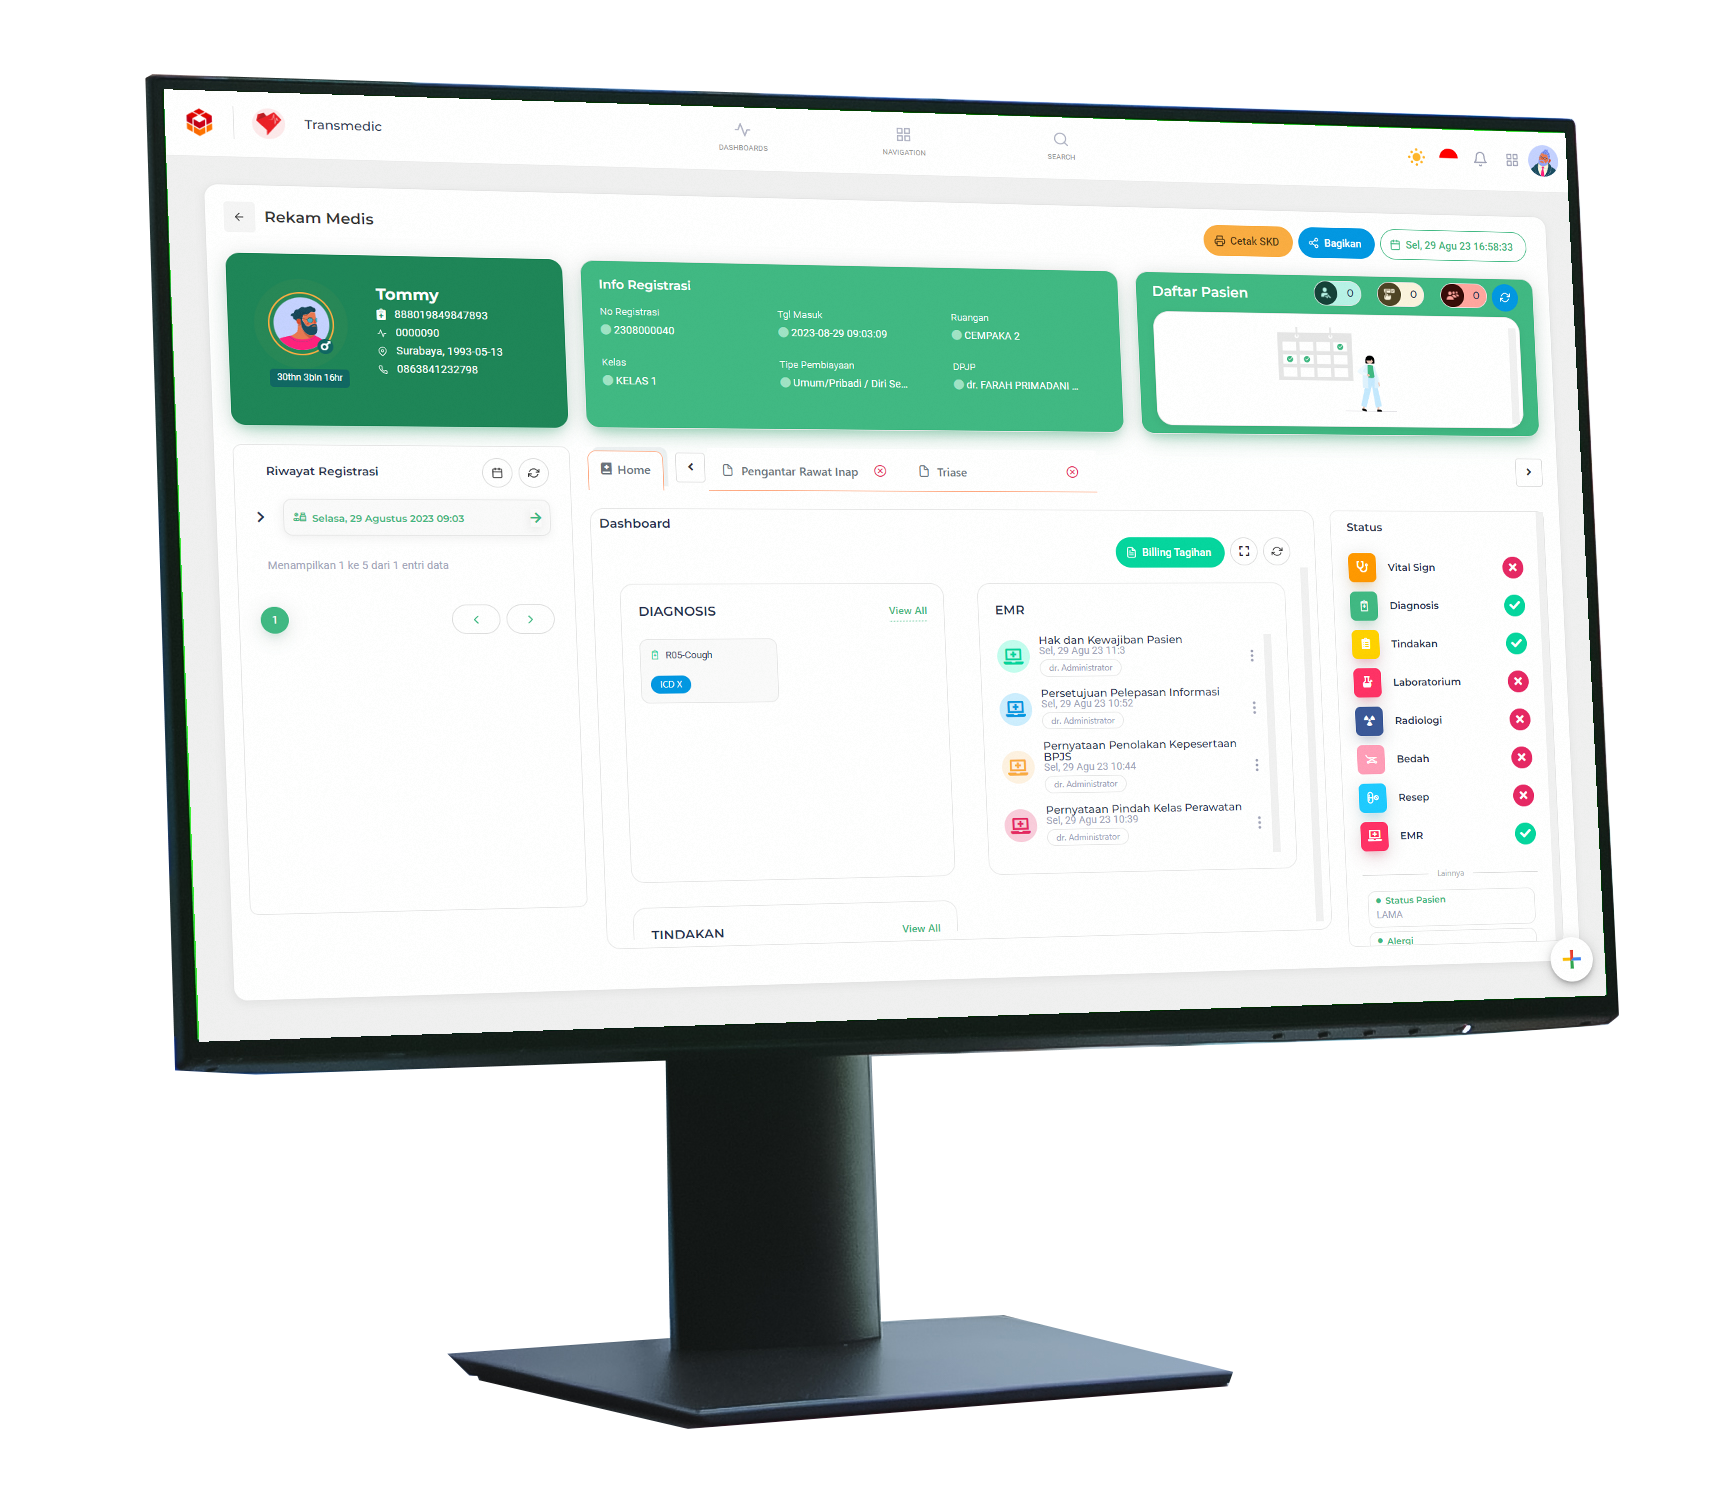 Transmedic
DASHBOARDS
NAVIGATION
SEARCH
Rekam Medis
Cetak SKD
Bagikan
Sel, 29 Agu 23 16:58:33
Tommy
888019849847893
0000090
Surabaya, 1993-05-13
0863841232798
30thn 3bln 16hr
Info Registrasi
No Registrasi
2308000040
Tgl Masuk
2023-08-29 09:03:09
Ruangan
CEMPAKA 2
Kelas
KELAS 1
Tipe Pembiayaan
Umum/Pribadi / Diri Se...
DPJP
dr. FARAH PRIMADANI ...
Daftar Pasien
0
0
0
Riwayat Registrasi
Selasa, 29 Agustus 2023 09:03
Menampilkan 1 ke 5 dari 1 entri data
1
Home
Pengantar Rawat Inap
Triase
Dashboard
Billing Tagihan
DIAGNOSIS
View All
R05-Cough
ICD X
EMR
Hak dan Kewajiban Pasien
Sel, 29 Agu 23 11:3
dr. Administrator
Persetujuan Pelepasan Informasi
Sel, 29 Agu 23 10:52
dr. Administrator
Pernyataan Penolakan Kepesertaan
BPJS
Sel, 29 Agu 23 10:44
dr. Administrator
Pernyataan Pindah Kelas Perawatan
Sel, 29 Agu 23 10:39
dr. Administrator
TINDAKAN
View All
Status
Vital Sign
Diagnosis
Tindakan
Laboratorium
Radiologi
Bedah
Resep
EMR
Lainnya
Status Pasien
LAMA
Alergi